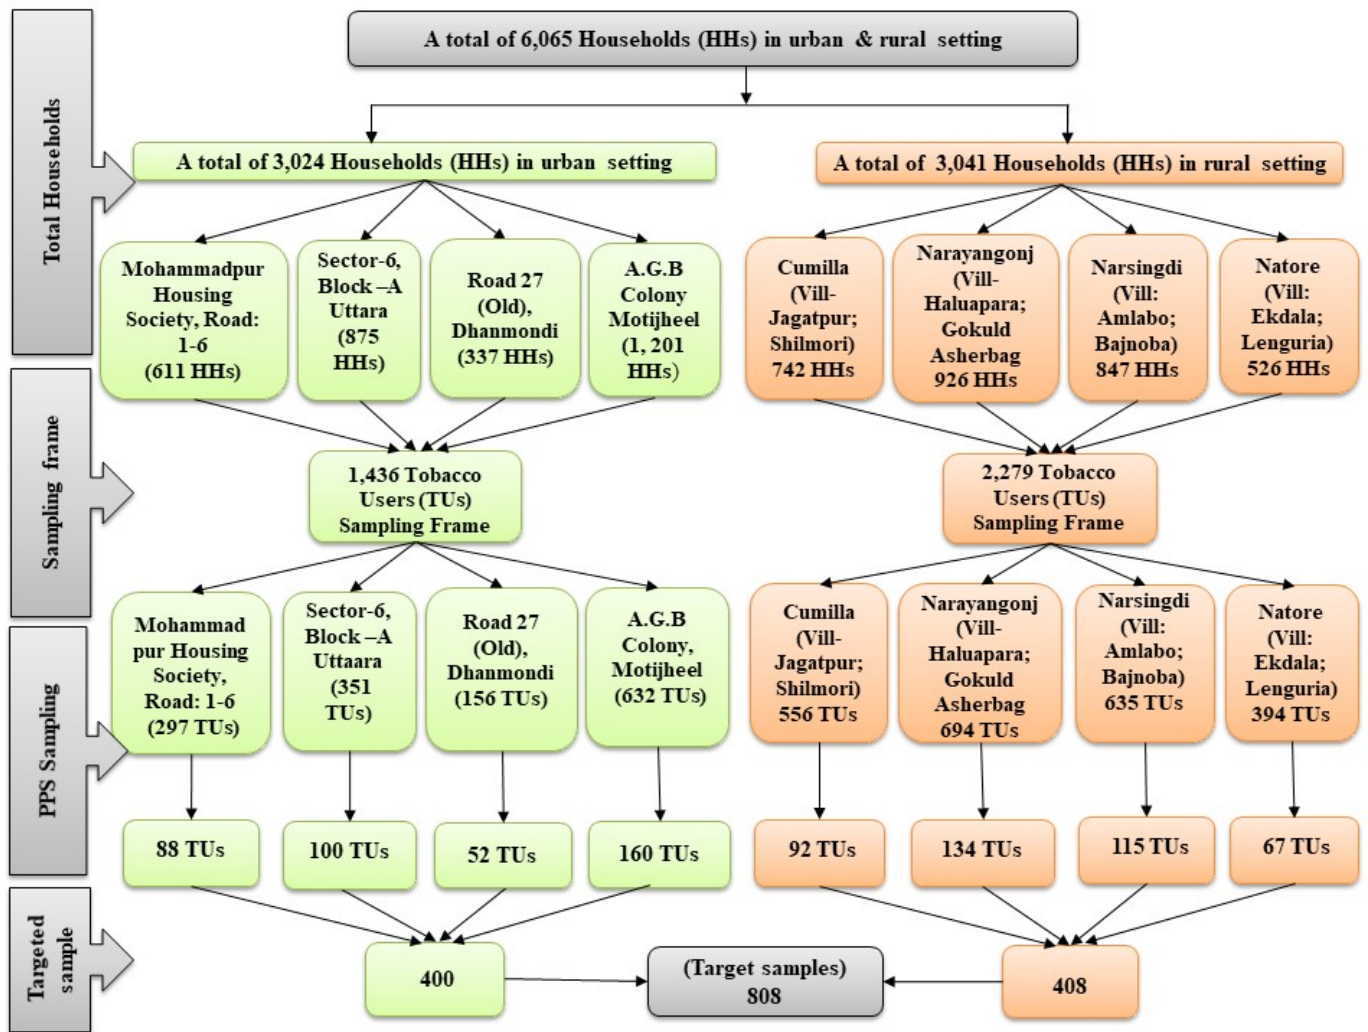 A total of 6,065 Households (HHs) in urban & rural setting
Total Households
A total of 3,024 Households (HHs) in urban setting
A total of 3,041 Households (HHs) in rural setting
Mohammadpur
Housing
Society, Road:
1-6
(611 HHs)
Sector-6,
Block –A
Uttara
(875
HHs)
Road 27
(Old),
Dhanmondi
(337 HHs)
A.G.B
Colony
Motijheel
(1, 201
HHs)
Cumilla
(Vill-
Jagatpur;
Shilmori)
742 HHs
Narayangonj
(Vill-
Haluapara;
Gokuld
Asherbag
926 HHs
Narsingdi
(Vill:
Amlabo;
Bajnoba)
847 HHs
Natore
(Vill:
Ekdala;
Lenguria)
526 HHs
Sampling frame
1,436 Tobacco
Users (TUs)
Sampling Frame
2,279 Tobacco
Users (TUs)
Sampling Frame
PPS Sampling
Mohammad
pur Housing
Society,
Road: 1-6
(297 TUs)
Sector-6,
Block –A
Uttaara
(351
TUs)
Road 27
(Old),
Dhanmondi
(156 TUs)
A.G.B
Colony,
Motijheel
(632 TUs)
Cumilla
(Vill-
Jagatpur;
Shilmori)
556 TUs
Narayangonj
(Vill-
Haluapara;
Gokuld
Asherbag
694 TUs
Narsingdi
(Vill:
Amlabo;
Bajnoba)
635 TUs
Natore
(Vill:
Ekdala;
Lenguria)
394 TUs
88 TUs
100 TUs
52 TUs
160 TUs
92 TUs
134 TUs
115 TUs
67 TUs
Targeted
sample
400
(Target samples)
808
408